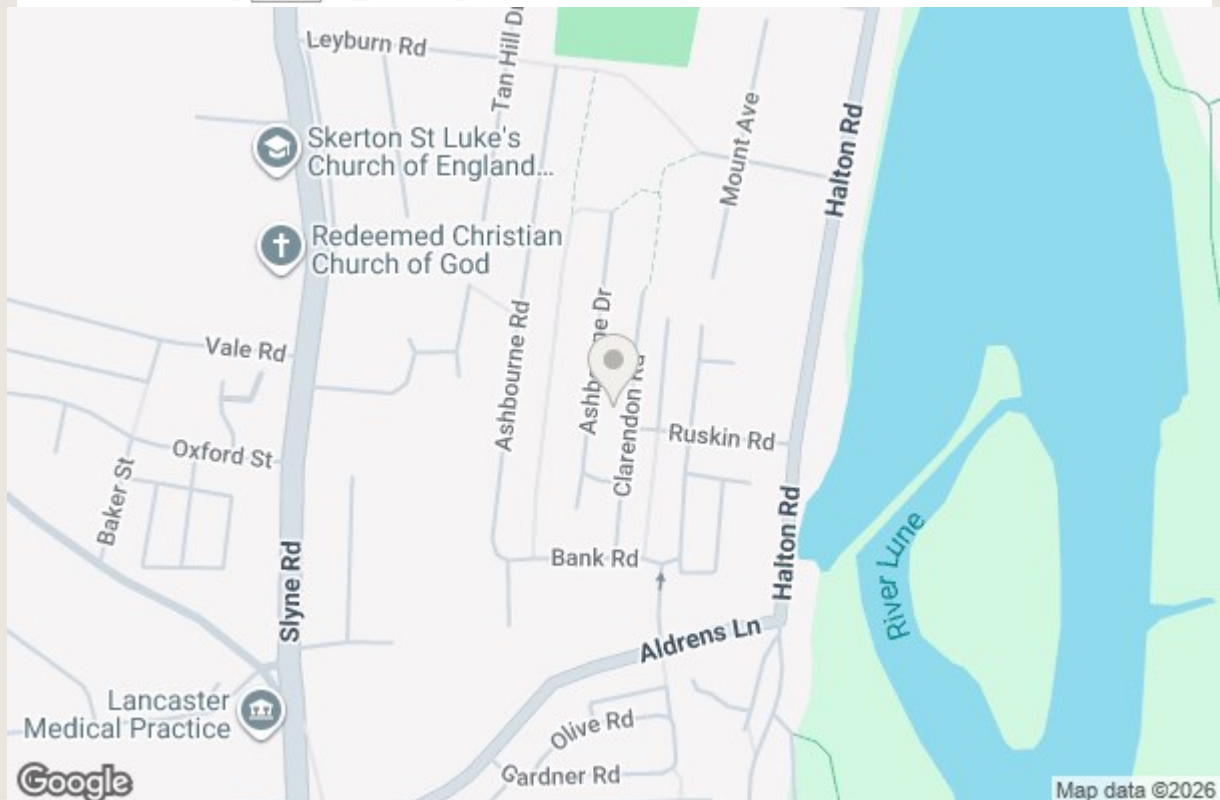 Leyburn Rd
Tan Hill D
Skerton St Luke's
Church of England...
Mount Ave
Halton Rd
Redeemed Christian
Church of God
Vale Rd
Ashbourne Rd
Clarendon Rd
Ruskin Rd
Oxford St
Baker St
Halton Rd
Bank Rd
Slyne Rd
River Lune
Aldrens Ln
Lancaster
Medical Practice
Olive Rd
Gardner Rd
Google
Map data ©2026